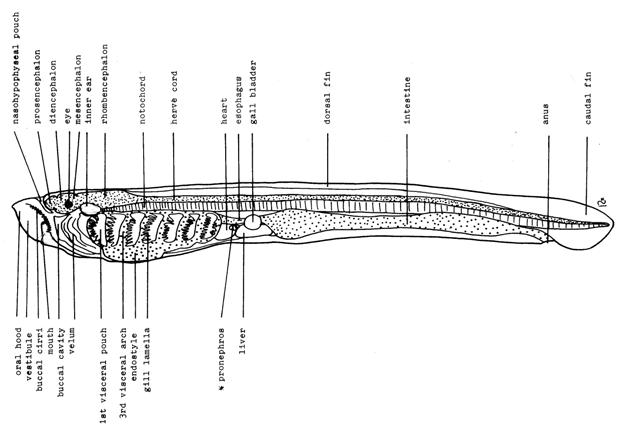 nasohypophyseal pouch
prosencephalon
diencephalon
eye
mesencephalon
inner ear
rhombencephalon
notochord
herve cord
heart
esophagus
gall bladder
dorsal fin
intestine
anus
caudal fin
oral hood
vestibule
buccal cirri
mouth
buccal cavity
velum
1st visceral pouch
3rd visceral arch
endostyle
gill lamella
* pronephros
liver